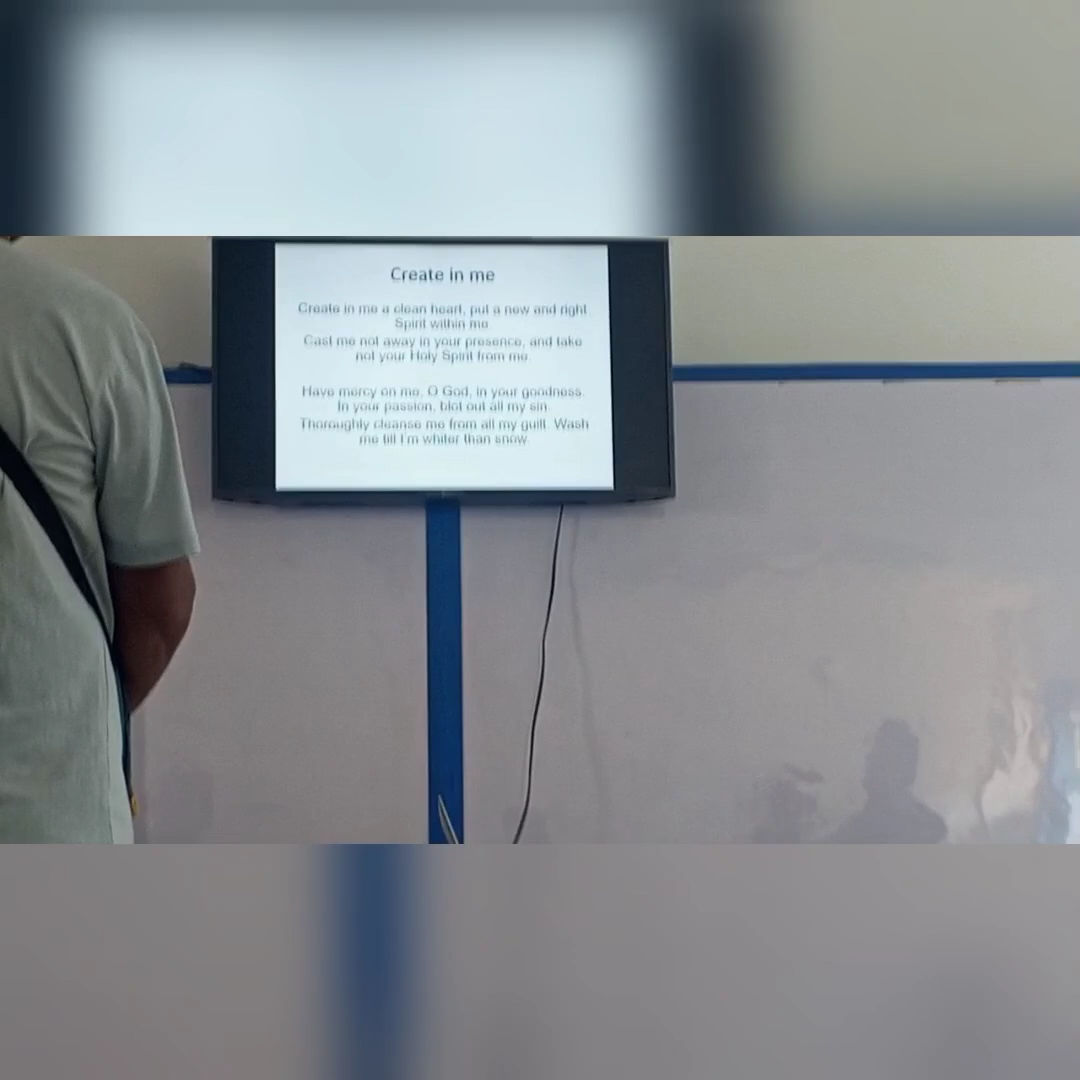 Create in me
Create in me a clean heart, put a new and right
Spirit within me.
Cast me not away in your presence, and take
not your Holy Spirit from me.
Have mercy on me, O God, in your goodness.
In your passion, blot out all my sin.
Thoroughly cleanse me from all my guilt. Wash
me till I'm whiter than snow.